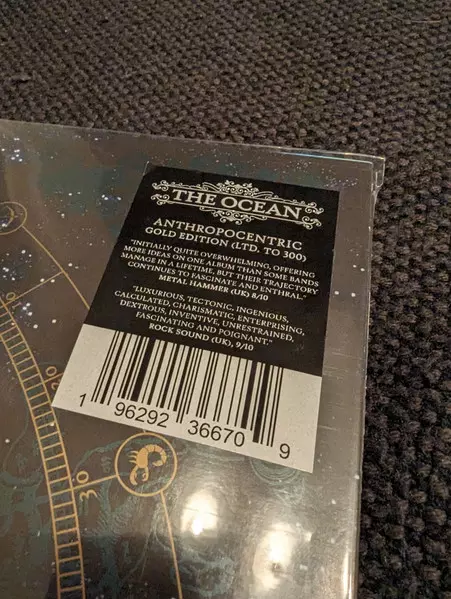 THE OCEAN
ANTHROPOCENTRIC
GOLD EDITION (LTD. TO 300)
"INITIALLY QUITE OVERWHELMING, OFFERING
MORE IDEAS ON ONE ALBUM THAN SOME BANDS
MANAGE IN A LIFETIME, BUT THEIR TRAJECTORY
CONTINUES TO FASCINATE AND ENTHRAL."
METAL HAMMER (UK) 8/10
"LUXURIOUS, TECTONIC, INGENIOUS,
CALCULATED, CHARISMATIC, ENTERPRISING,
DEXTROUS, INVENTIVE, UNRESTRAINED,
FASCINATING AND POIGNANT."
ROCK SOUND (UK), 9/10
1 96292 36670 9
20
30